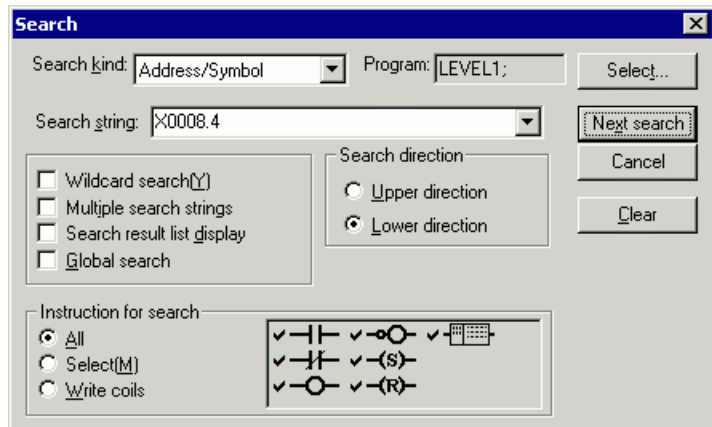 Search
Search kind: Address/Symbol Program: LEVEL1; Select...
Search string: X0008.4 Next search
Cancel
Clear
Wildcard search(Y)
Multiple search strings
Search result list display
Global search
Search direction
Upper direction
Lower direction
Instruction for search
All
Select(M)
Write coils
(S)
(R)